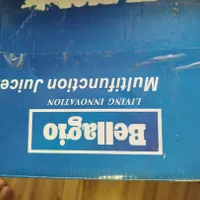 Bellagio
LIVING INNOVATION
Multifunction Juice